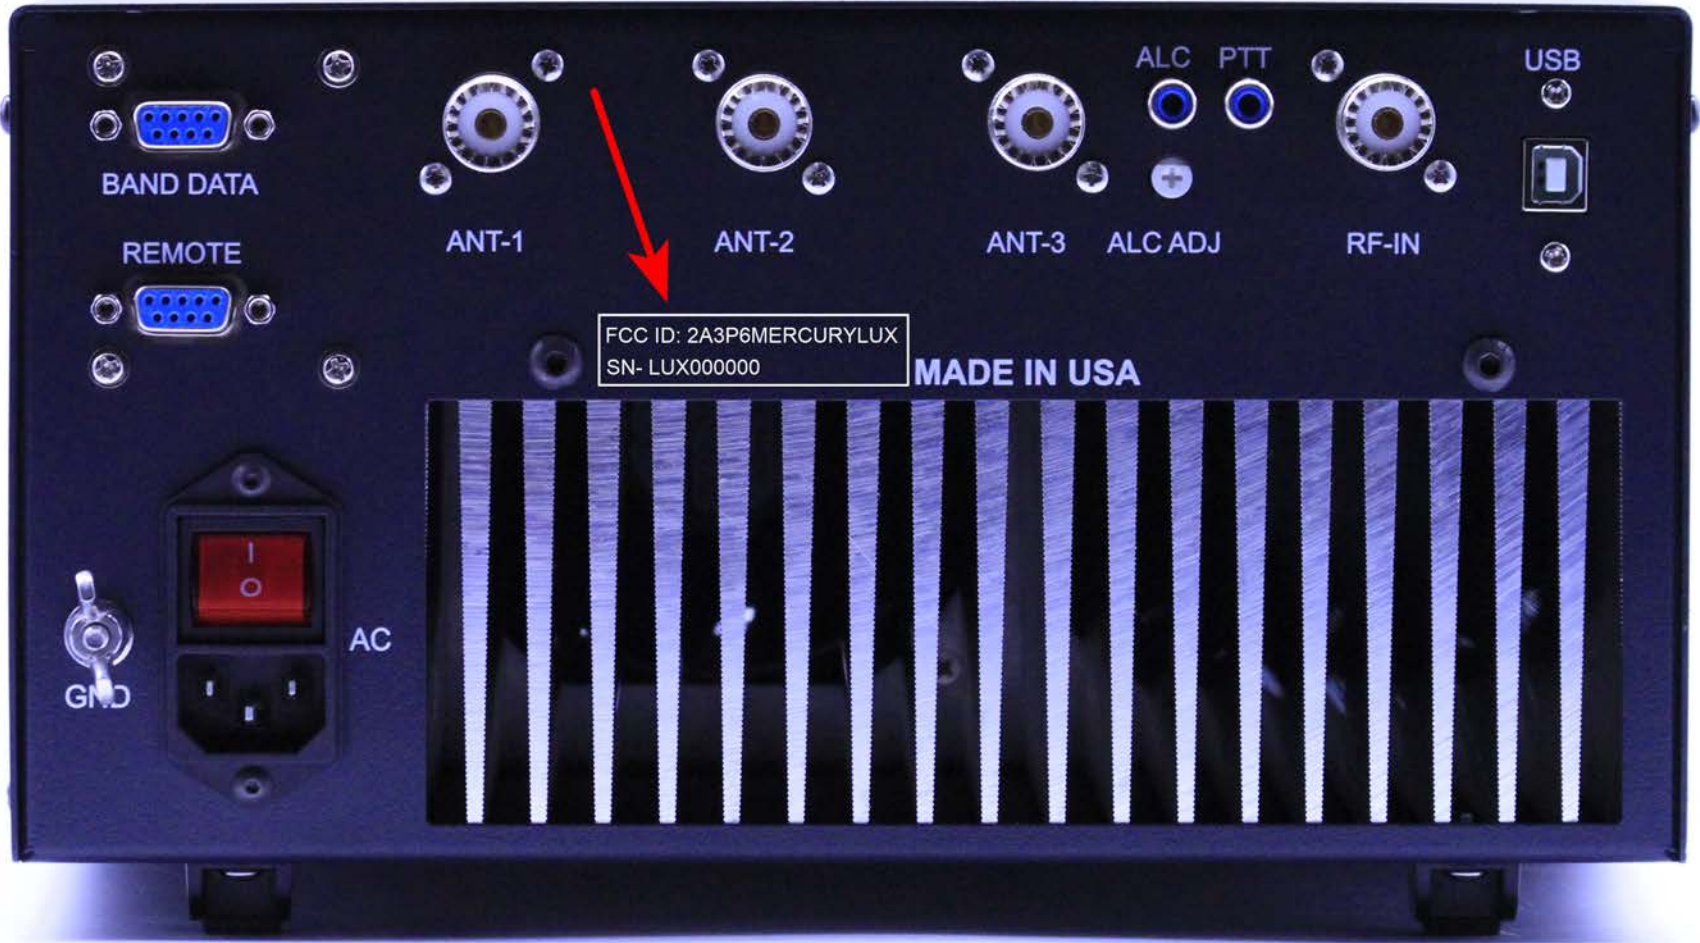 ALC PTT USB
BAND DATA
ANT-1 ANT-2 ANT-3 ALC ADJ RF-IN
REMOTE
FCC ID: 2A3P6MERCURYLUX
SN- LUX000000
MADE IN USA
I
O
AC
GND